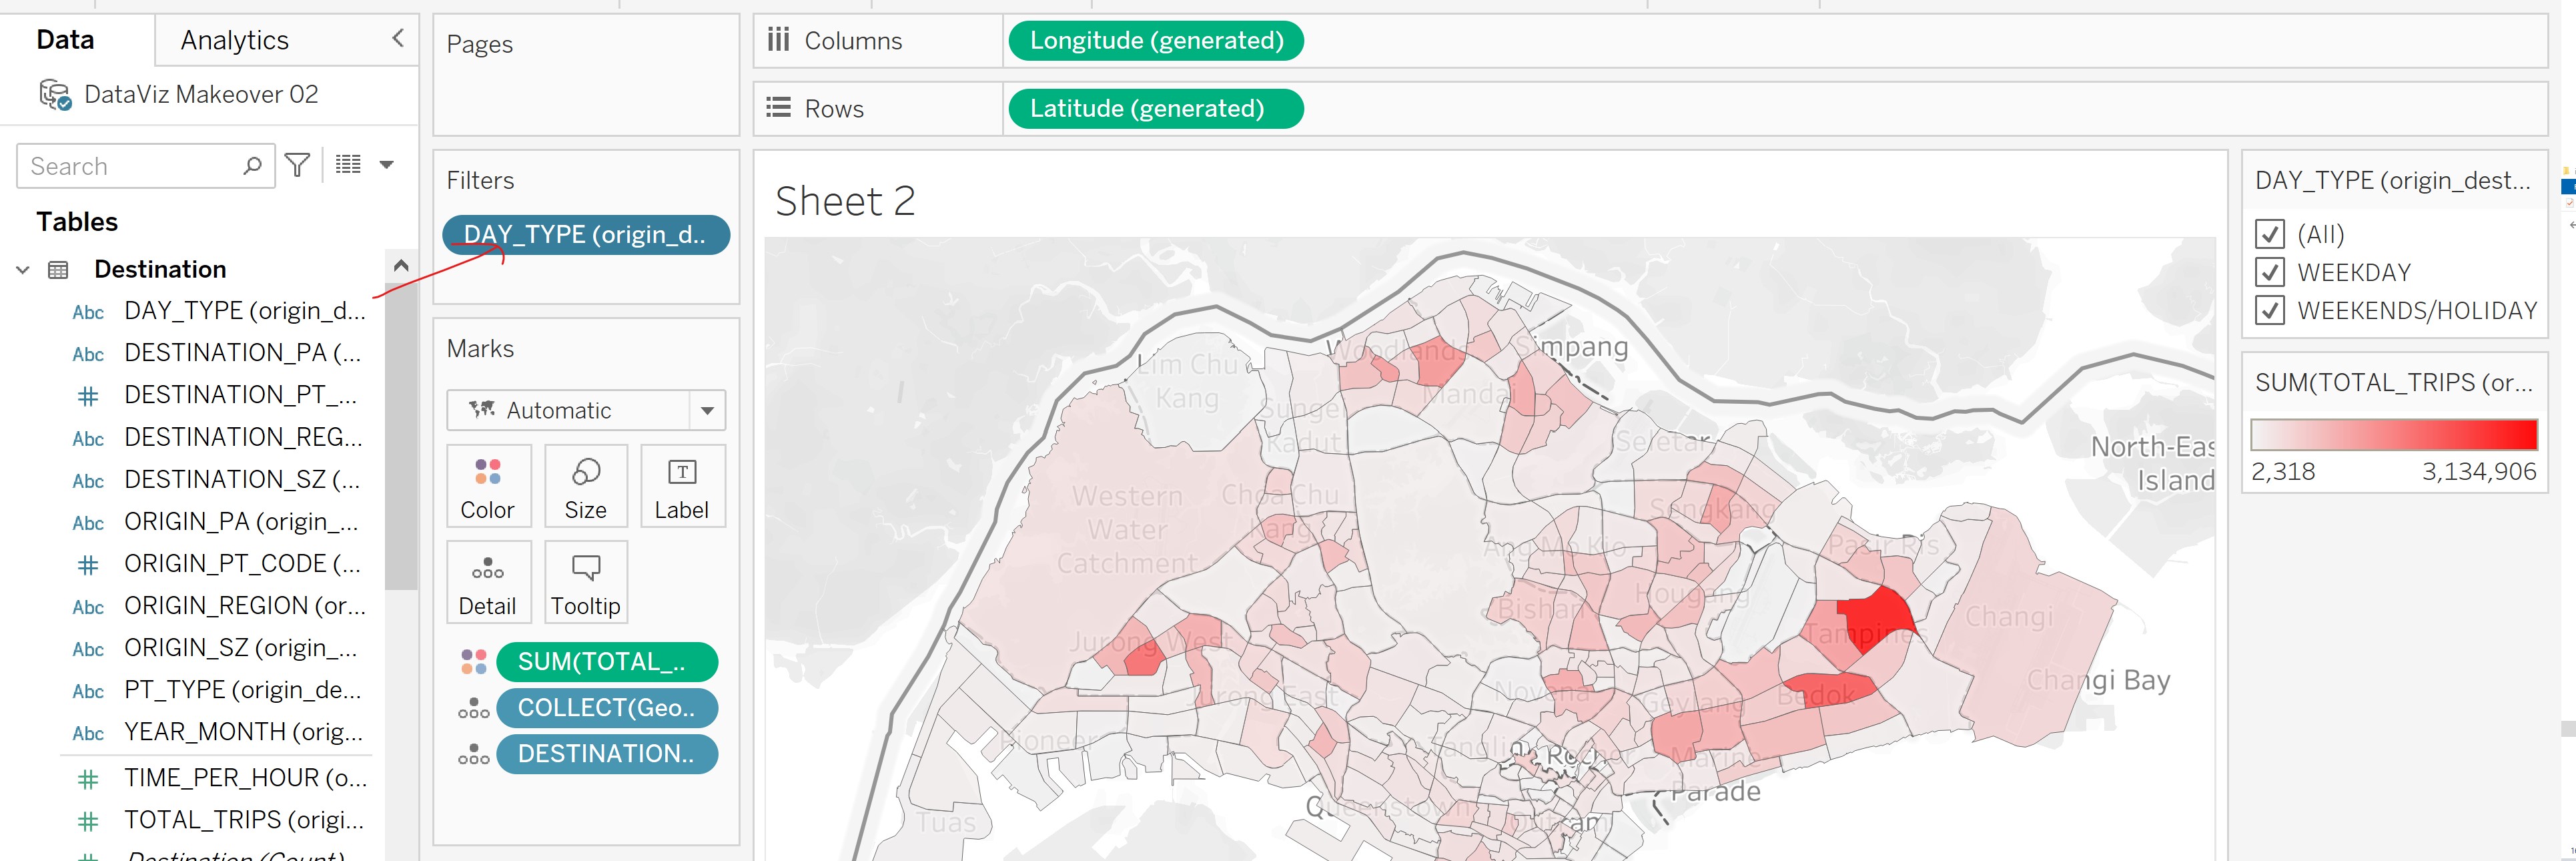 Data
Analytics
DataViz Makeover 02
Search
Tables
Destination
Abc DAY_TYPE (origin_d...
Abc DESTINATION_PA (...
# DESTINATION_PT_...
Abc DESTINATION_REG...
Abc DESTINATION_SZ (...
Abc ORIGIN_PA (origin_...
# ORIGIN_PT_CODE (...
Abc ORIGIN_REGION (or...
Abc ORIGIN_SZ (origin_...
Abc PT_TYPE (origin_de...
Abc YEAR_MONTH (orig...
# TIME_PER_HOUR (o...
# TOTAL_TRIPS (origi...
# Destination (Count)
Pages
Filters
DAY_TYPE (origin_d..
Marks
Automatic
Color
Size
Label
Detail
Tooltip
SUM(TOTAL_..
COLLECT(Geo..
DESTINATION..
Columns
Longitude (generated)
Rows
Latitude (generated)
Sheet 2
Lim Chu
Kang
Woodlands
Simpang
Mandai
Sungei
Kadut
Seletar
North-Eas
Island
Western
Water
Catchment
Choa Chu
Kang
Sengkang
Ang Mo Kio
Pasir Ris
Bishan
Hougang
Changi
Tampines
Jurong West
Jurong East
Novena
Geylang
Bedok
Changi Bay
Pioneer
Tanglin
Rocher
Marine
Parade
Queenstown
Outram
Tuas
DAY_TYPE (origin_dest...
(All)
WEEKDAY
WEEKENDS/HOLIDAY
SUM(TOTAL_TRIPS (or...
2,318
3,134,906